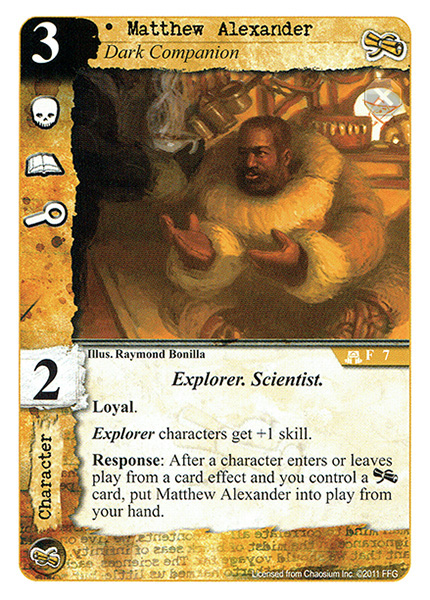 3
• Matthew Alexander
Dark Companion
X
Illus. Raymond Bonilla
F 7
2
Explorer. Scientist.
Loyal.
Explorer characters get +1 skill.
Response: After a character enters or leaves
play from a card effect and you control a
card, put Matthew Alexander into play from
your hand.
Character
Licensed from Chaosium Inc. ©2011 FFG